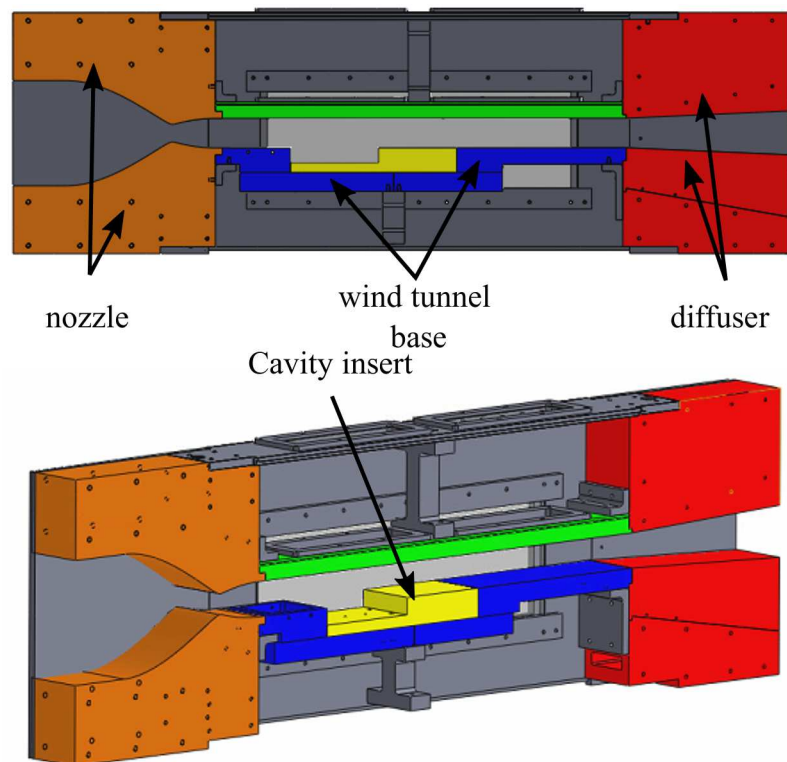 nozzle
wind tunnel
base
diffuser
Cavity insert